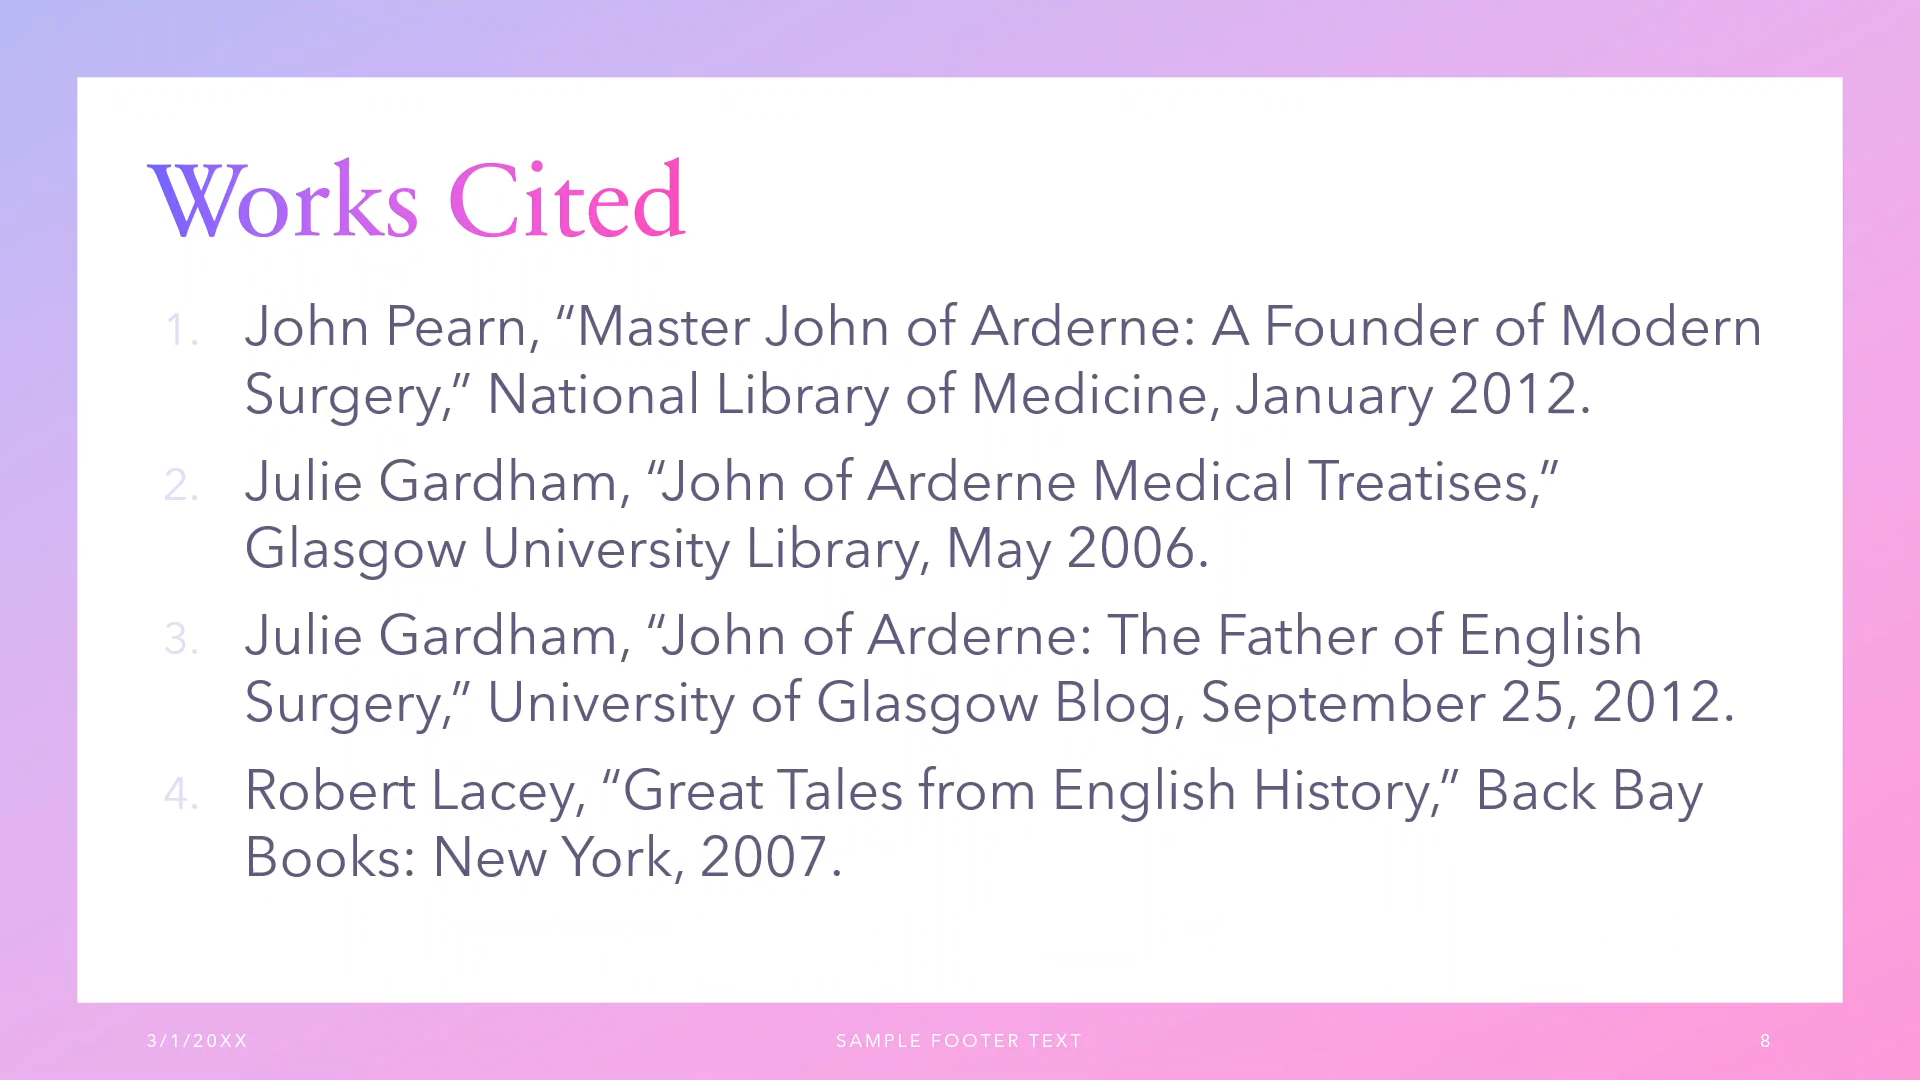 Works Cited
1. John Pearn, “Master John of Arderne: A Founder of Modern
Surgery,” National Library of Medicine, January 2012.
2. Julie Gardham, “John of Arderne Medical Treatises,”
Glasgow University Library, May 2006.
3. Julie Gardham, “John of Arderne: The Father of English
Surgery,” University of Glasgow Blog, September 25, 2012.
4. Robert Lacey, “Great Tales from English History,” Back Bay
Books: New York, 2007.
3/1/20XX
SAMPLE FOOTER TEXT
8